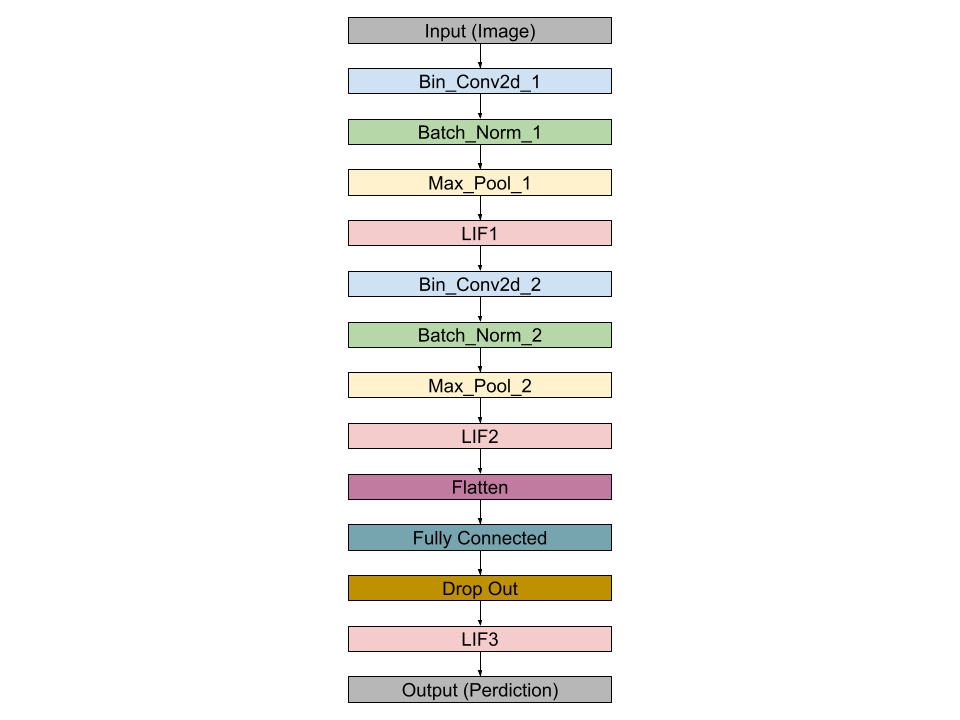 Input (Image)
Bin_Conv2d_1
Batch_Norm_1
Max_Pool_1
LIF1
Bin_Conv2d_2
Batch_Norm_2
Max_Pool_2
LIF2
Flatten
Fully Connected
Drop Out
LIF3
Output (Perdiction)